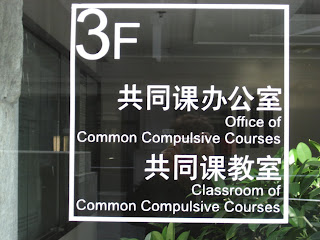 3F
共同课办公室
Office of
Common Compulsive Courses
共同课教室
Classroom of
Common Compulsive Courses